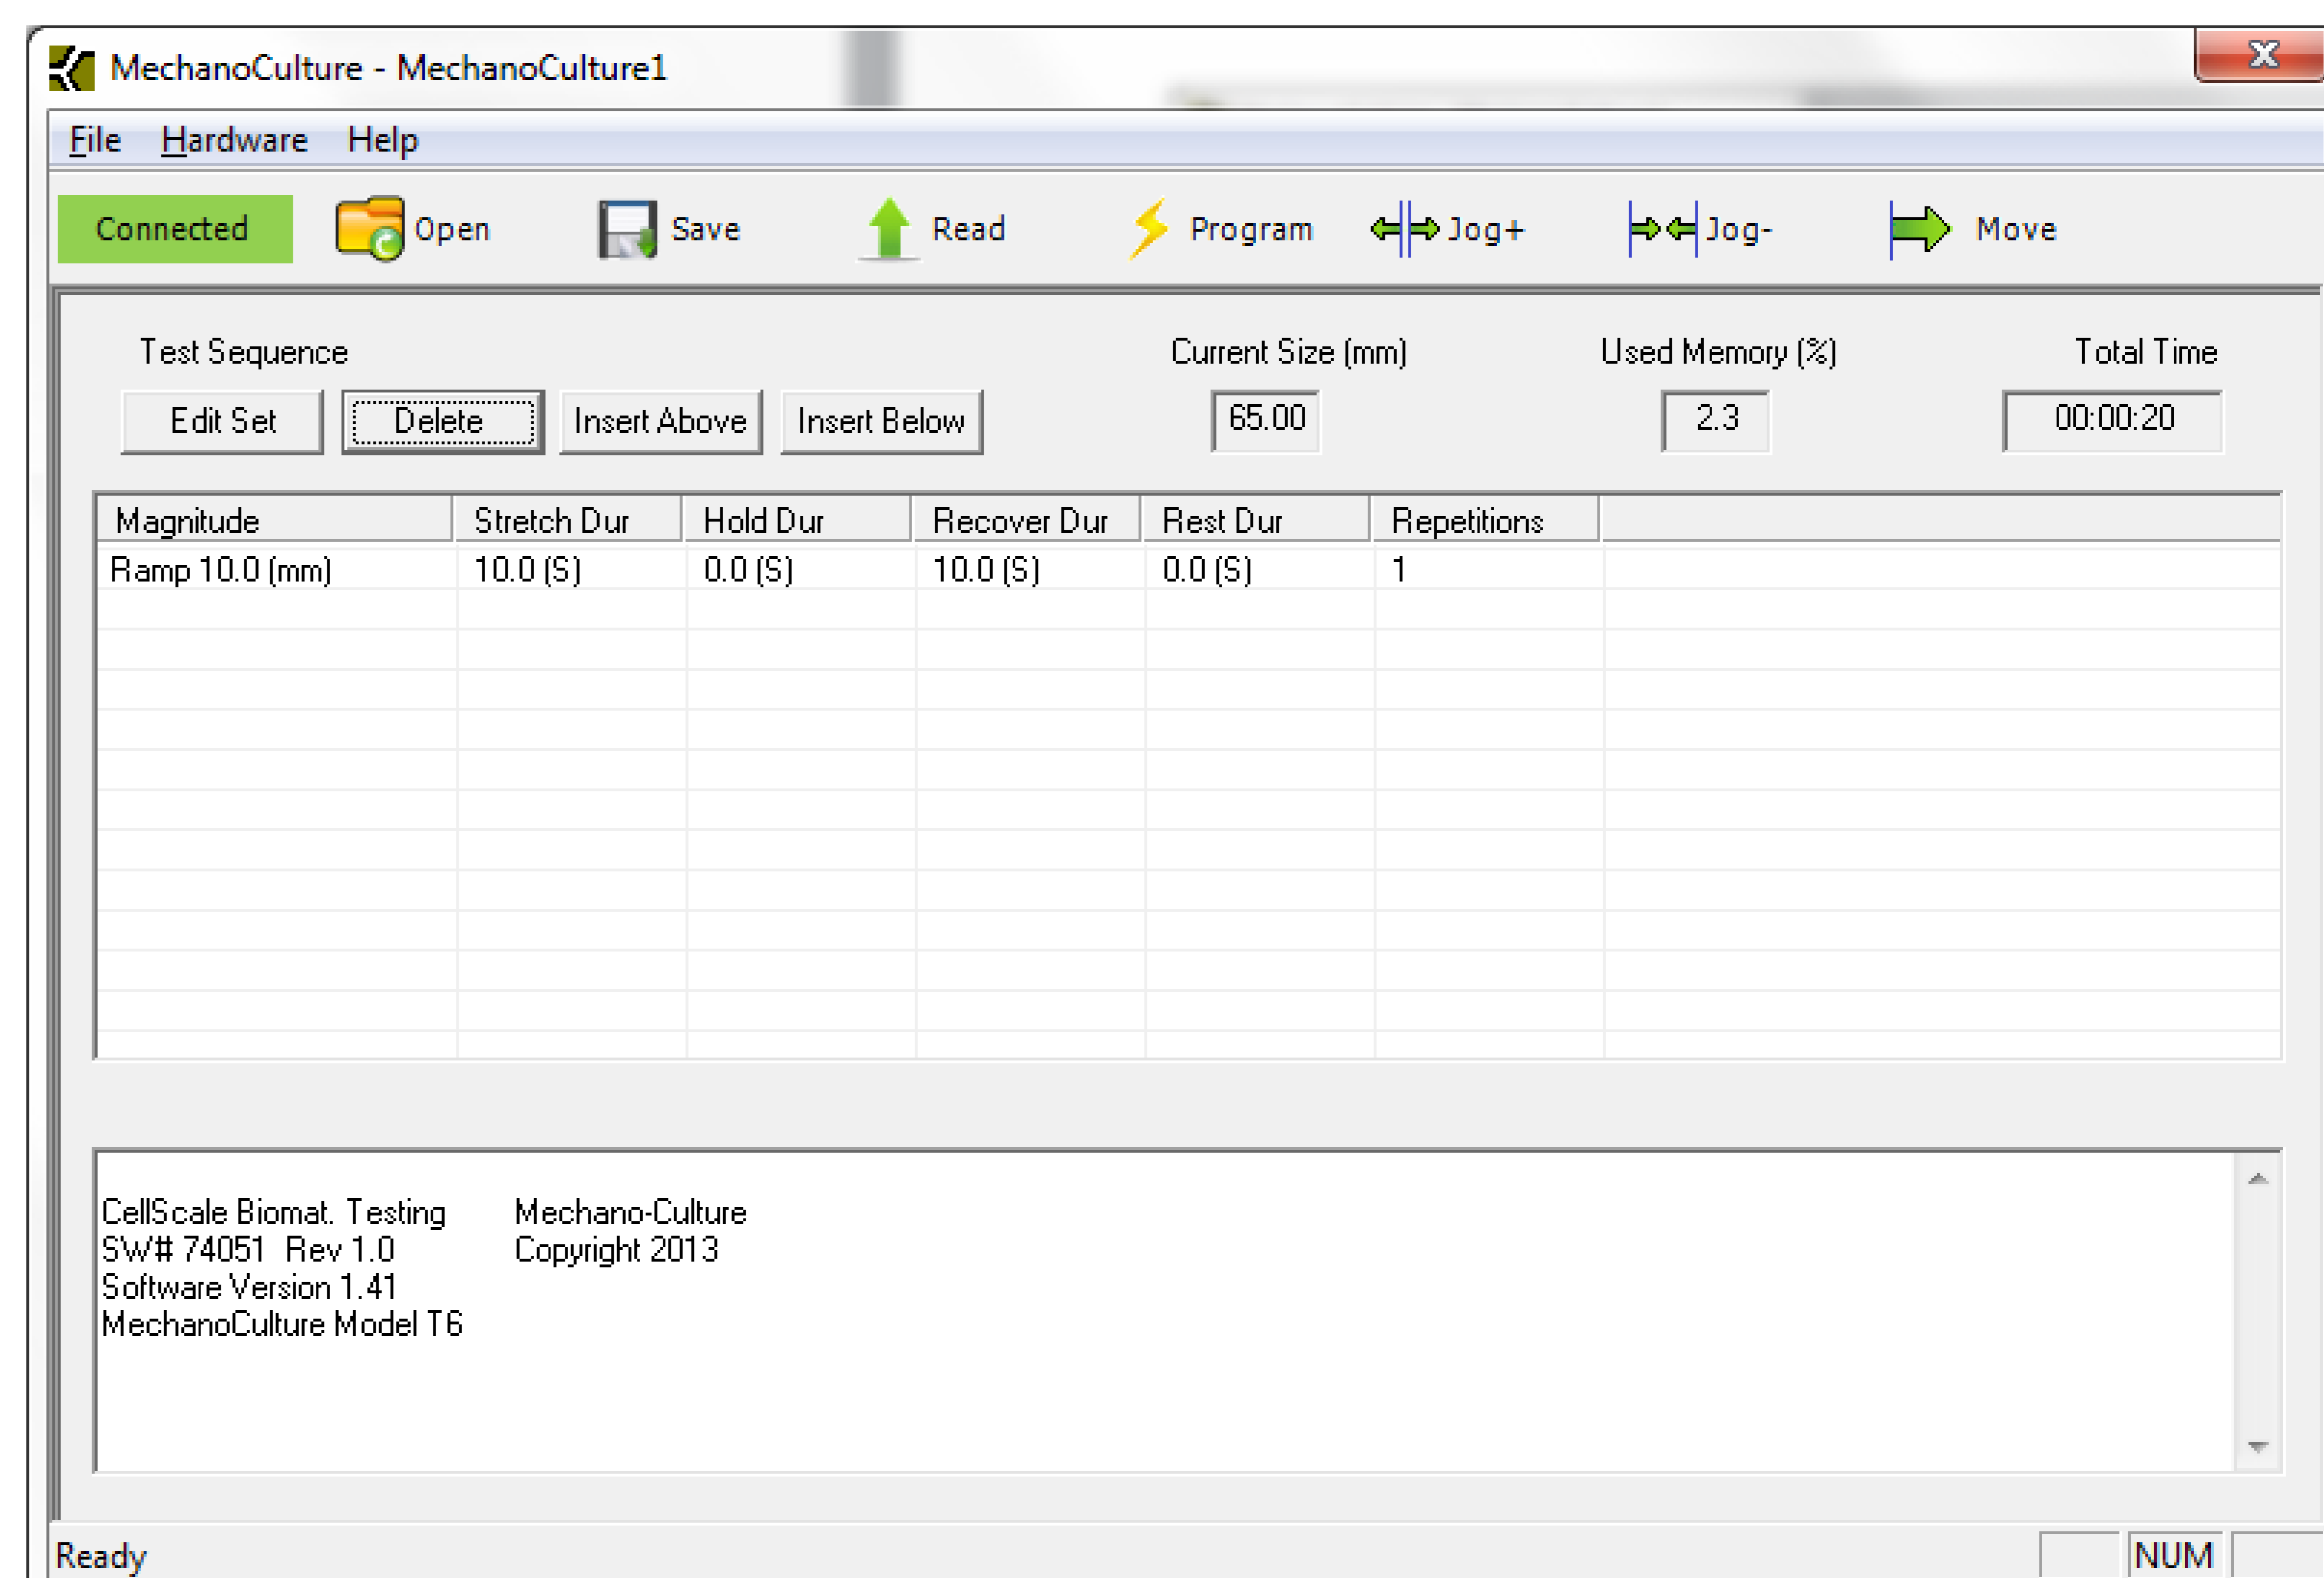 MechanoCulture - MechanoCulture1
File Hardware Help
Connected Open Save Read Program Jog+ Jog- Move
Test Sequence Current Size (mm) Used Memory (%) Total Time
Edit Set Delete Insert Above Insert Below 65.00 2.3 00:00:20
Magnitude Stretch Dur Hold Dur Recover Dur Rest Dur Repetitions
Ramp 10.0 (mm) 10.0 (S) 0.0 (S) 10.0 (S) 0.0 (S) 1
CellScale Biomat. Testing Mechano-Culture
SW# 74051 Rev 1.0 Copyright 2013
Software Version 1.41
MechanoCulture Model T6
Ready NUM